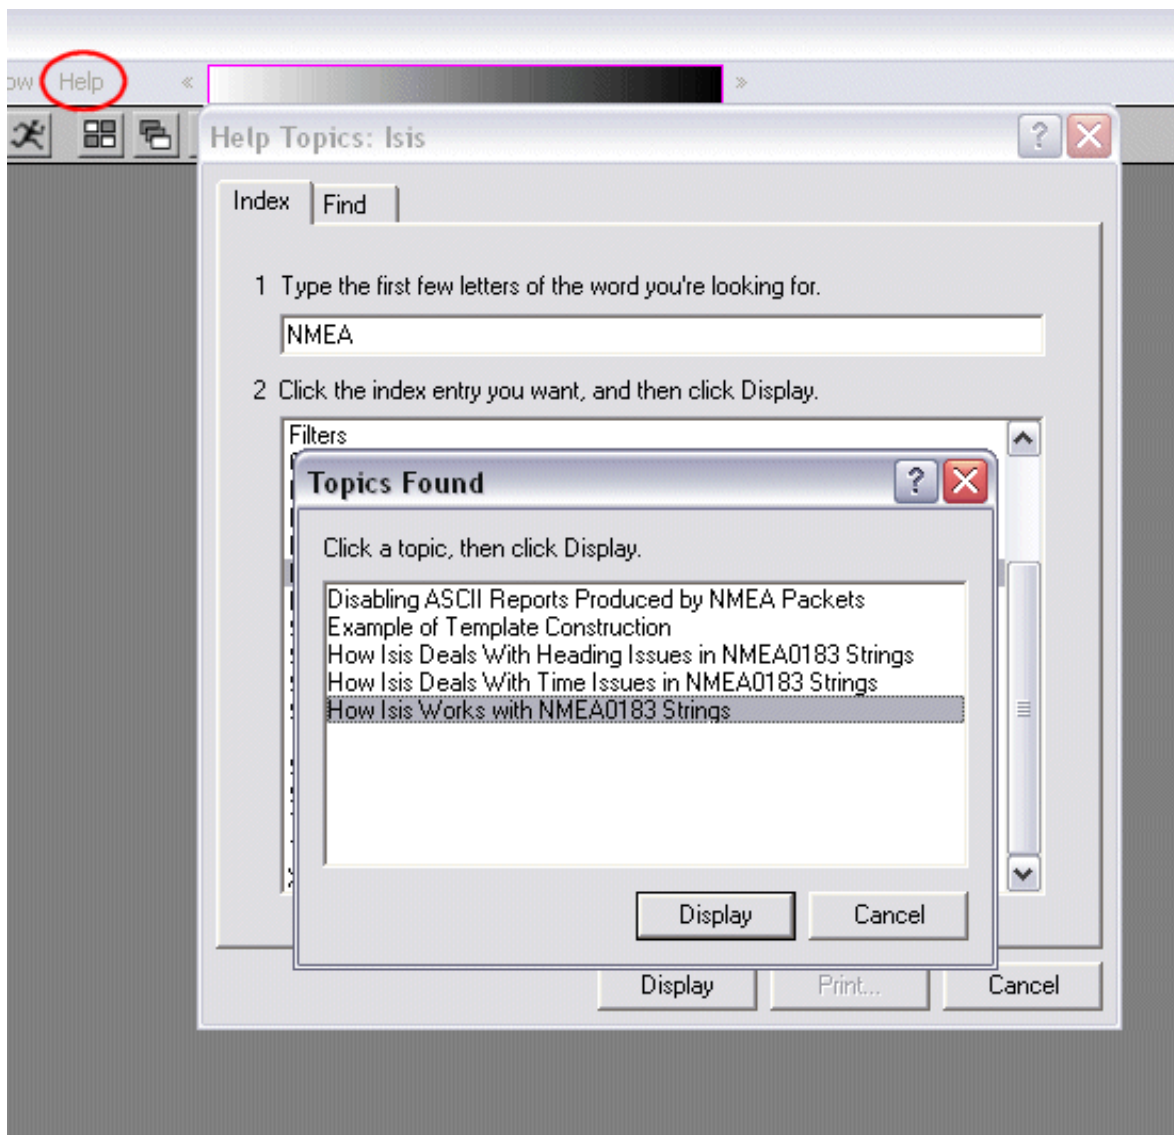 Help « »
Help Topics: Isis ?
Index Find
1 Type the first few letters of the word you're looking for.
NMEA
2 Click the index entry you want, and then click Display.
Filters
Topics Found ?
Click a topic, then click Display.
Disabling ASCII Reports Produced by NMEA Packets
Example of Template Construction
How Isis Deals With Heading Issues in NMEA0183 Strings
How Isis Deals With Time Issues in NMEA0183 Strings
How Isis Works with NMEA0183 Strings
Display Cancel
Display Print... Cancel